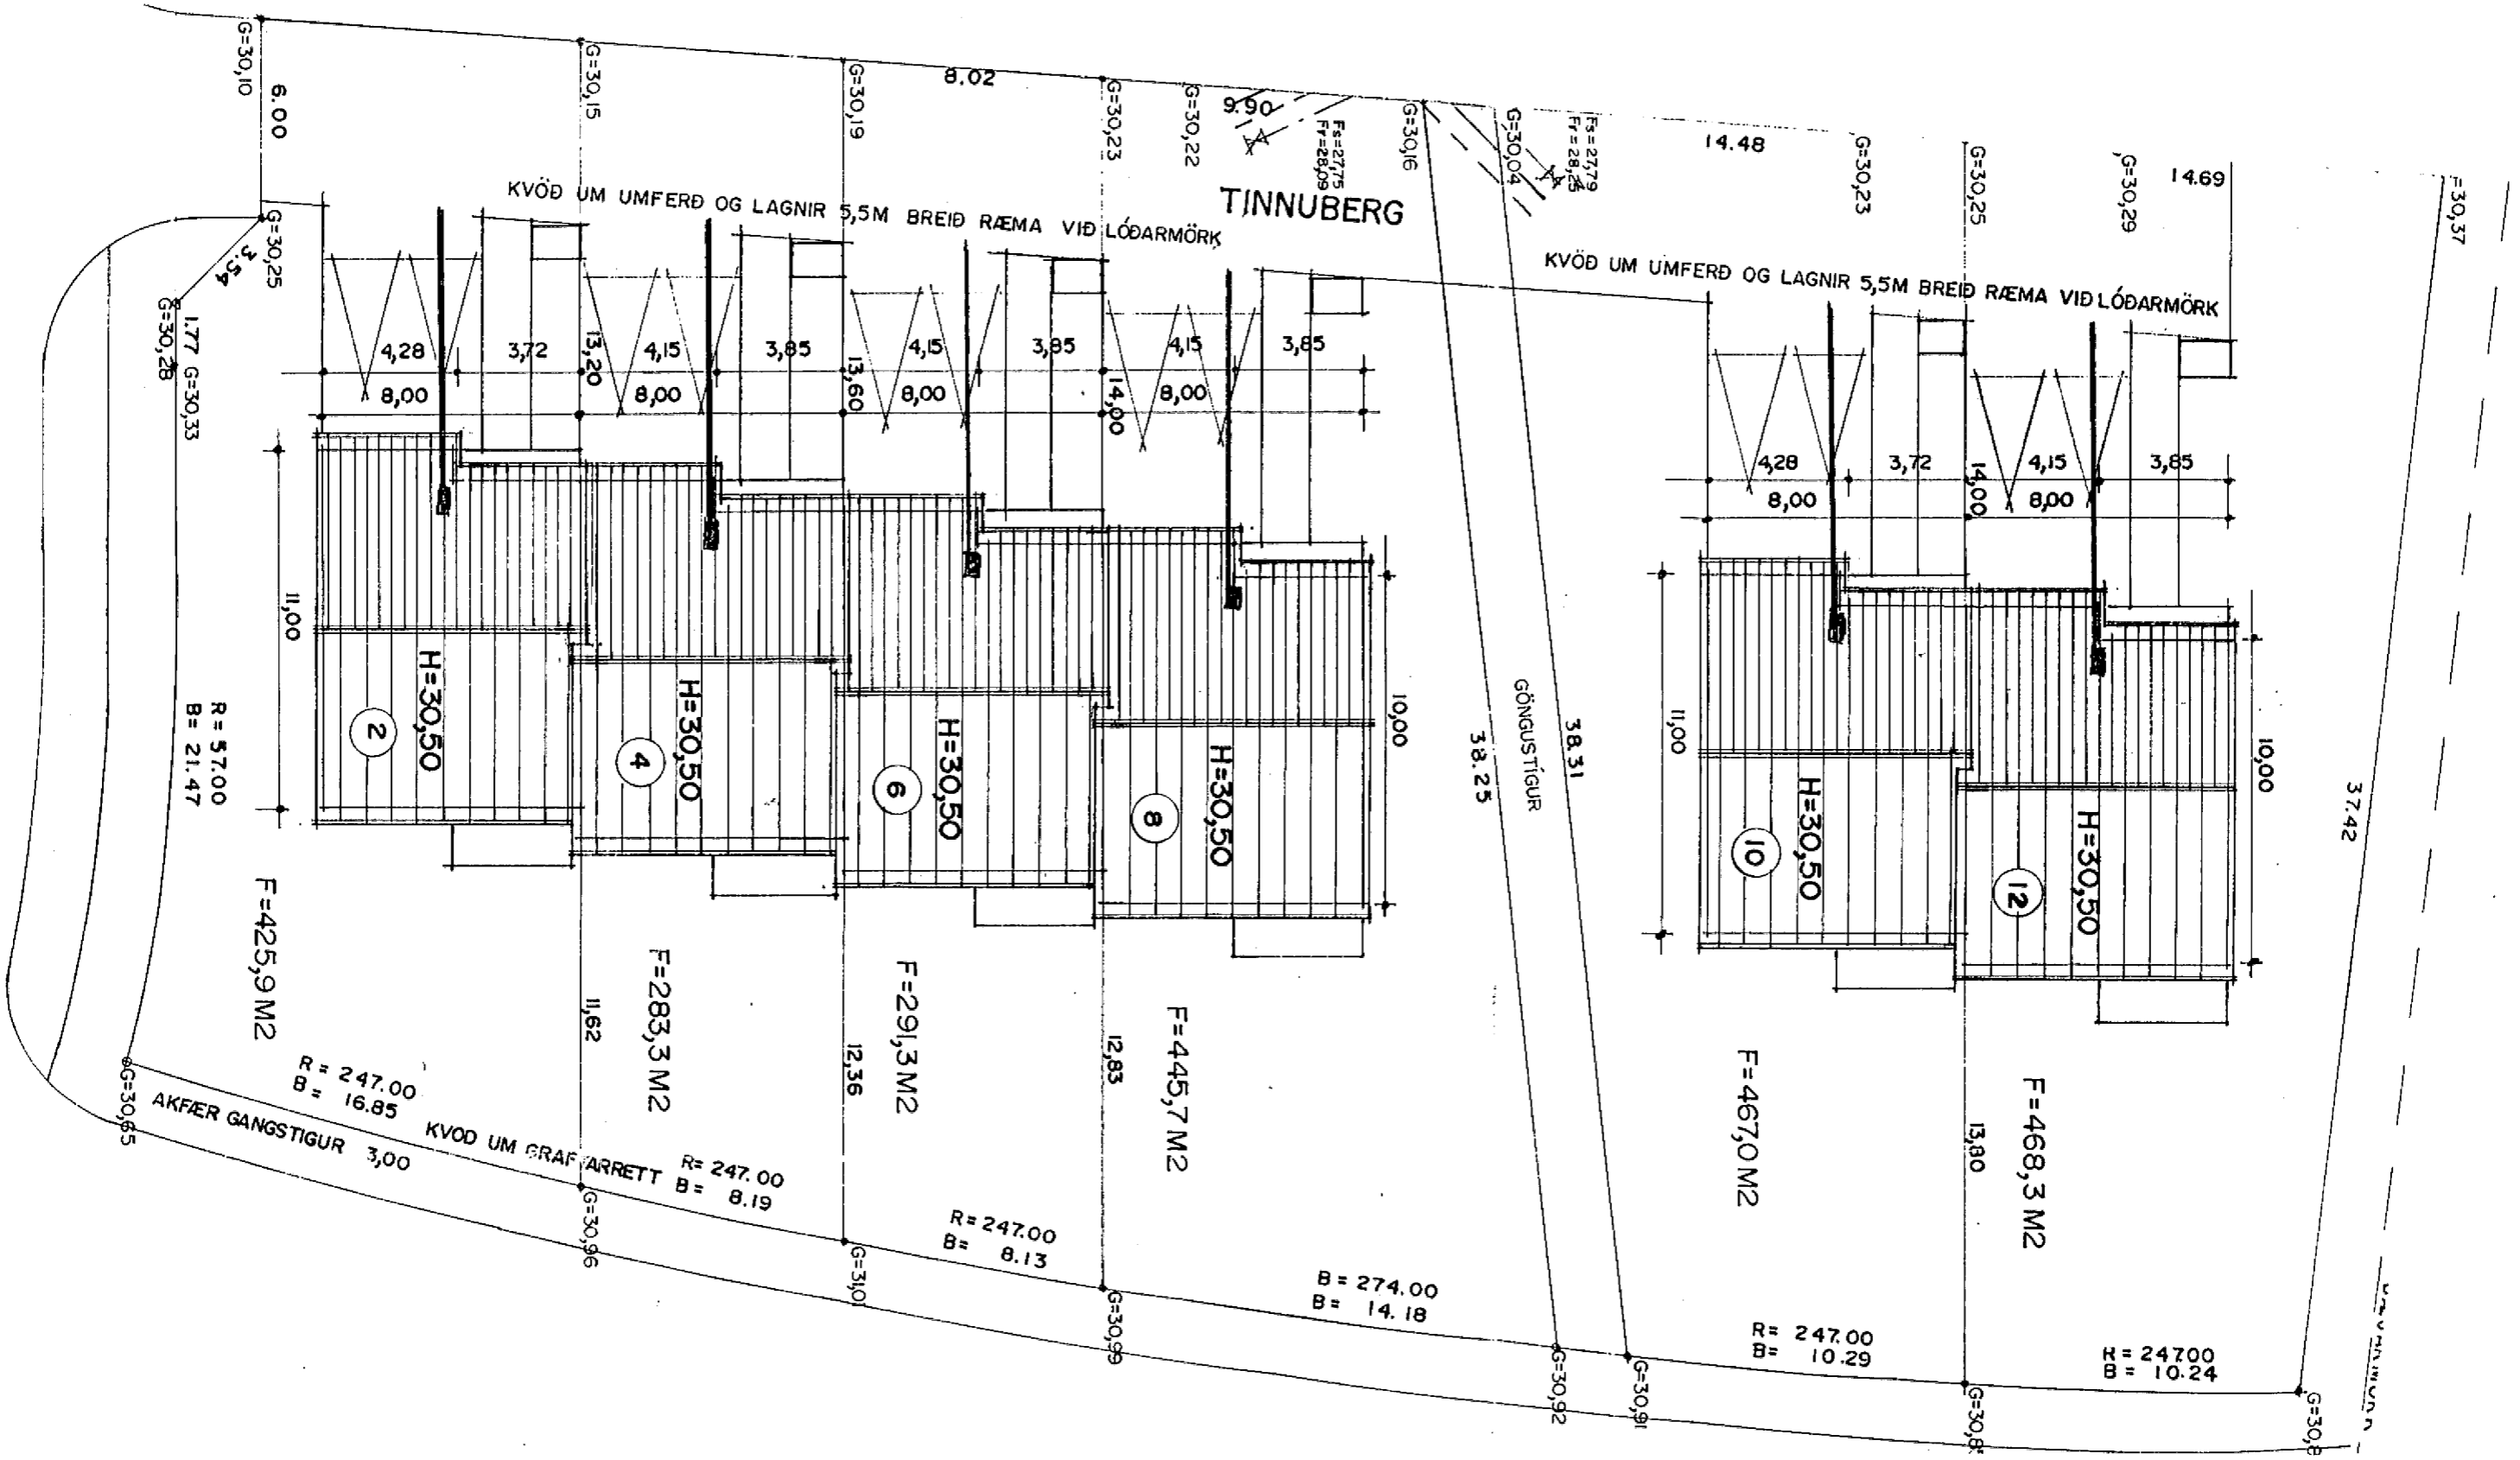 G=30,10
6.00
G=30,15
G=30,19
8.02
G=30,23
G=30,22
9.90
Fs=27,75
Fr=28,09
G=30,16
G=30,04
Fs=27,79
Fr=28,25
14.48
G=30,23
G=30,25
G=30,29
14.69
=30,37
KVÖÐ UM UMFERÐ OG LAGNIR 5,5M BREIÐ RÆMA VIÐ LÓÐARMÖRK
TINNUBERG
KVÖÐ UM UMFERÐ OG LAGNIR 5,5M BREIÐ RÆMA VIÐ LÓÐARMÖRK
G=30,25
3.54
G=30,28
1.77
G=30,33
4,28
3,72
13,20
4,15
3,85
13,60
4,15
3,85
14,00
4,15
3,85
8,00
8,00
8,00
8,00
4,28
3,72
14,00
4,15
3,85
8,00
8,00
11,00
10,00
11,00
10,00
R = 57.00
B = 21.47
H=30,50
2
H=30,50
4
H=30,50
6
H=30,50
8
38.25
GÖNGUSTÍGUR
38.31
H=30,50
10
H=30,50
12
37.42
F=425,9 M2
11,62
F=283,3 M2
12,36
F=291,3 M2
12,83
F=445,7 M2
F=467,0 M2
13,80
F=468,3 M2
G=30,65
R = 247.00
B = 16.85
AKFÆR GANGSTIGUR 3,00
KVOD UM GRAFTARRETT
R= 247.00
B= 8.19
G=30,96
G=31,01
R= 247.00
B= 8.13
G=30,99
B = 274.00
B = 14.18
G=30,92
G=30,91
R= 247.00
B= 10.29
G=30,8
R = 247.00
B = 10.24
G=30,8